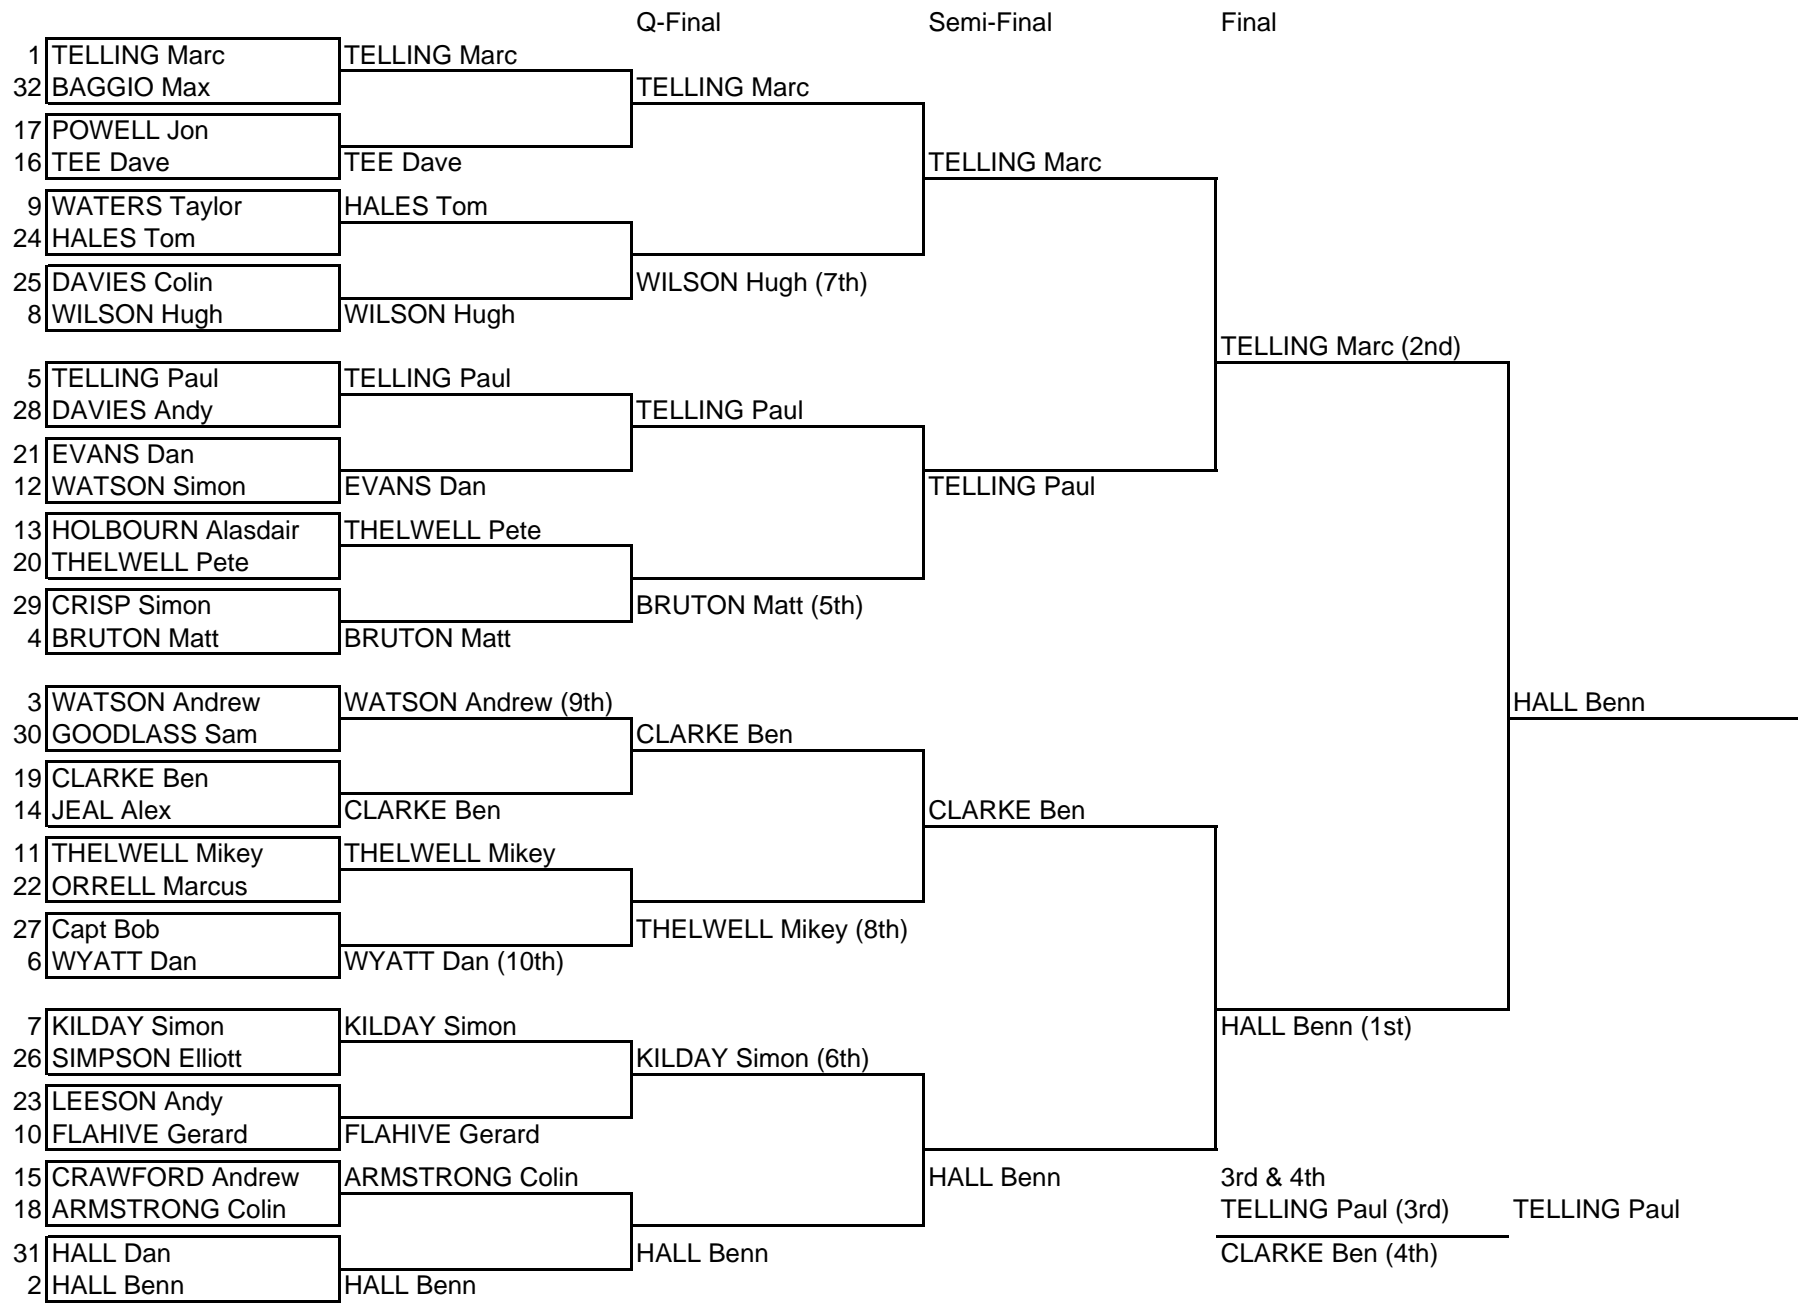 Q-Final Semi-Final Final
1 TELLING Marc TELLING Marc
32 BAGGIO Max TELLING Marc
17 POWELL Jon
16 TEE Dave TEE Dave TELLING Marc
9 WATERS Taylor HALES Tom
24 HALES Tom
25 DAVIES Colin WILSON Hugh (7th)
8 WILSON Hugh WILSON Hugh
TELLING Marc (2nd)
5 TELLING Paul TELLING Paul
28 DAVIES Andy TELLING Paul
21 EVANS Dan
12 WATSON Simon EVANS Dan TELLING Paul
13 HOLBOURN Alasdair THELWELL Pete
20 THELWELL Pete
29 CRISP Simon BRUTON Matt (5th)
4 BRUTON Matt BRUTON Matt
3 WATSON Andrew WATSON Andrew (9th) HALL Benn
30 GOODLASS Sam CLARKE Ben
19 CLARKE Ben
14 JEAL Alex CLARKE Ben CLARKE Ben
11 THELWELL Mikey THELWELL Mikey
22 ORRELL Marcus
27 Capt Bob THELWELL Mikey (8th)
6 WYATT Dan WYATT Dan (10th)
7 KILDAY Simon KILDAY Simon HALL Benn (1st)
26 SIMPSON Elliott KILDAY Simon (6th)
23 LEESON Andy
10 FLAHIVE Gerard FLAHIVE Gerard
15 CRAWFORD Andrew ARMSTRONG Colin HALL Benn 3rd & 4th
18 ARMSTRONG Colin TELLING Paul (3rd) TELLING Paul
31 HALL Dan HALL Benn CLARKE Ben (4th)
2 HALL Benn HALL Benn